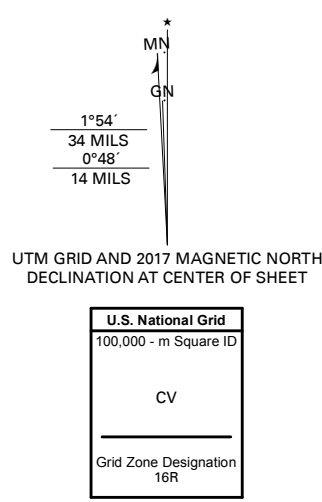 MN
GN
1°54´
34 MILS
0°48´
14 MILS
UTM GRID AND 2017 MAGNETIC NORTH
DECLINATION AT CENTER OF SHEET
U.S. National Grid
100,000 - m Square ID
CV
Grid Zone Designation
16R